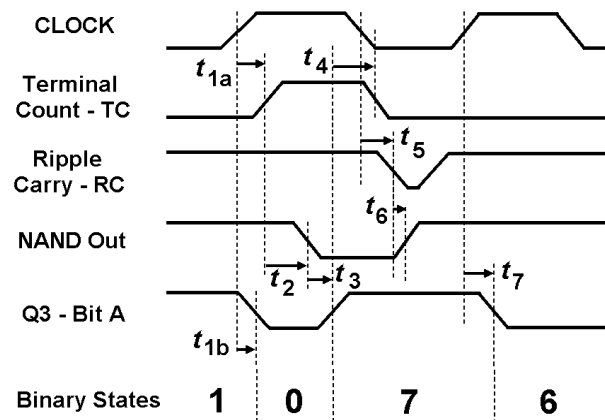 CLOCK
t1a
t4
Terminal
Count - TC
t5
Ripple
Carry - RC
t6
NAND Out
t2
t3
t7
Q3 - Bit A
t1b
Binary States 1 0 7 6